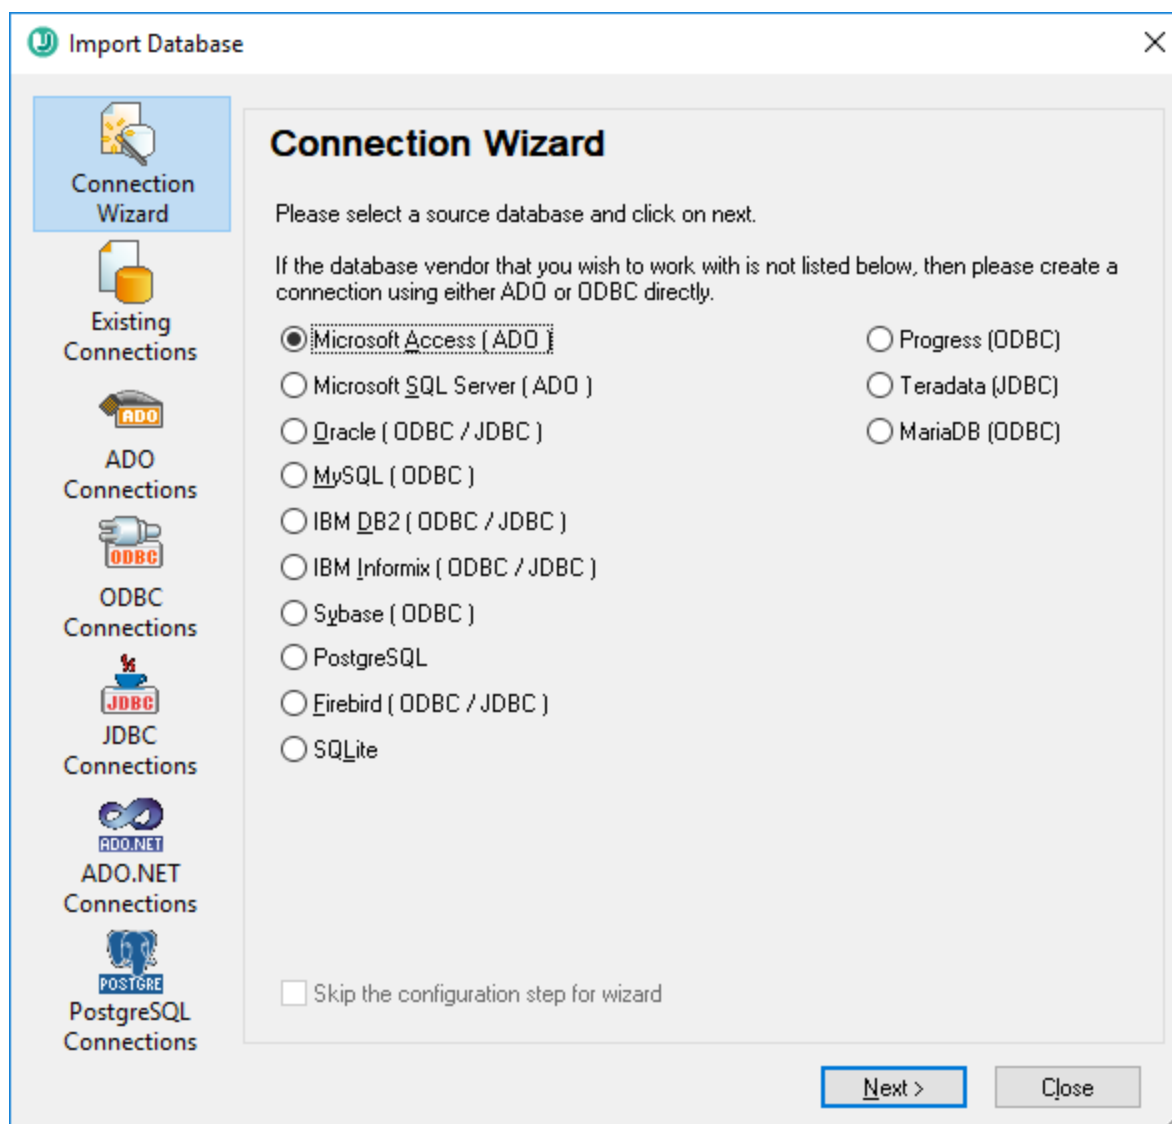 Import Database
Connection
Wizard
Existing
Connections
ADO
ADO
Connections
ODBC
ODBC
Connections
JDBC
JDBC
Connections
ADO.NET
ADO.NET
Connections
POSTGRE
PostgreSQL
Connections
Connection Wizard
Please select a source database and click on next.
If the database vendor that you wish to work with is not listed below, then please create a
connection using either ADO or ODBC directly.
Microsoft Access ( ADO )
Microsoft SQL Server ( ADO )
Oracle ( ODBC / JDBC )
MySQL ( ODBC )
IBM DB2 ( ODBC / JDBC )
IBM Informix ( ODBC / JDBC )
Sybase ( ODBC )
PostgreSQL
Firebird ( ODBC / JDBC )
SQLite
Progress (ODBC)
Teradata (JDBC)
MariaDB (ODBC)
Skip the configuration step for wizard
Next >
Close